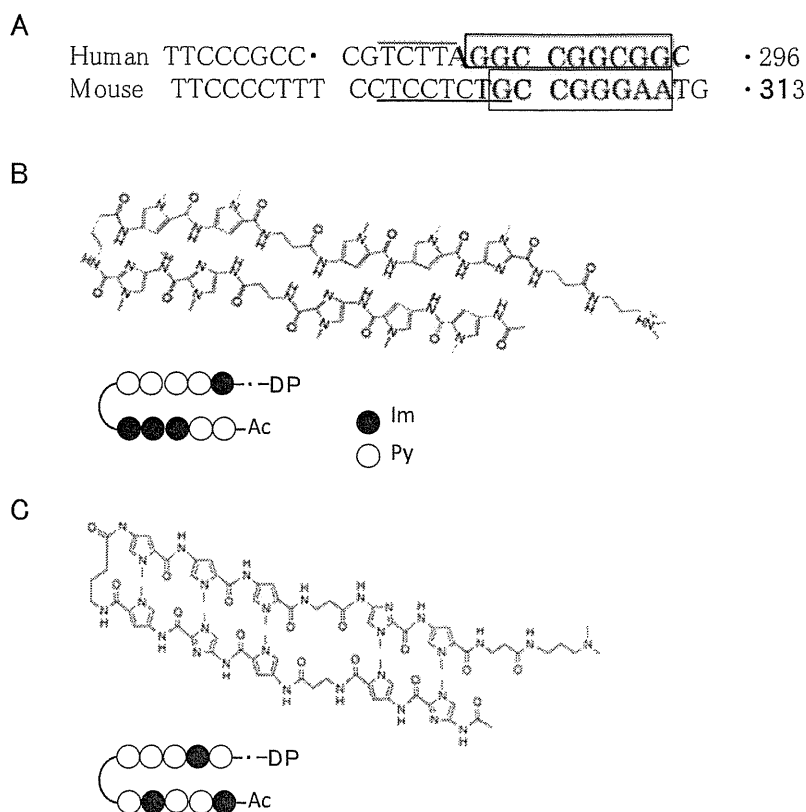 A
Human TTCCCGCC· CGTCTTAGGC CGGCGGC ·296
Mouse TTCCCCTTT CCTCCTCTGC CGGGAATG ·313
B
-·-DP
Ac
Im
Py
C
-·-DP
Ac